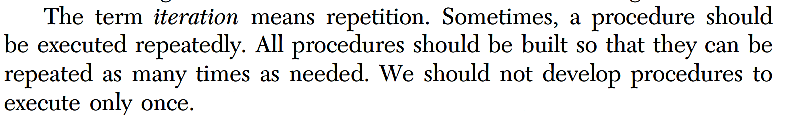 The term iteration means repetition. Sometimes, a procedure should
be executed repeatedly. All procedures should be built so that they can be
repeated as many times as needed. We should not develop procedures to
execute only once.